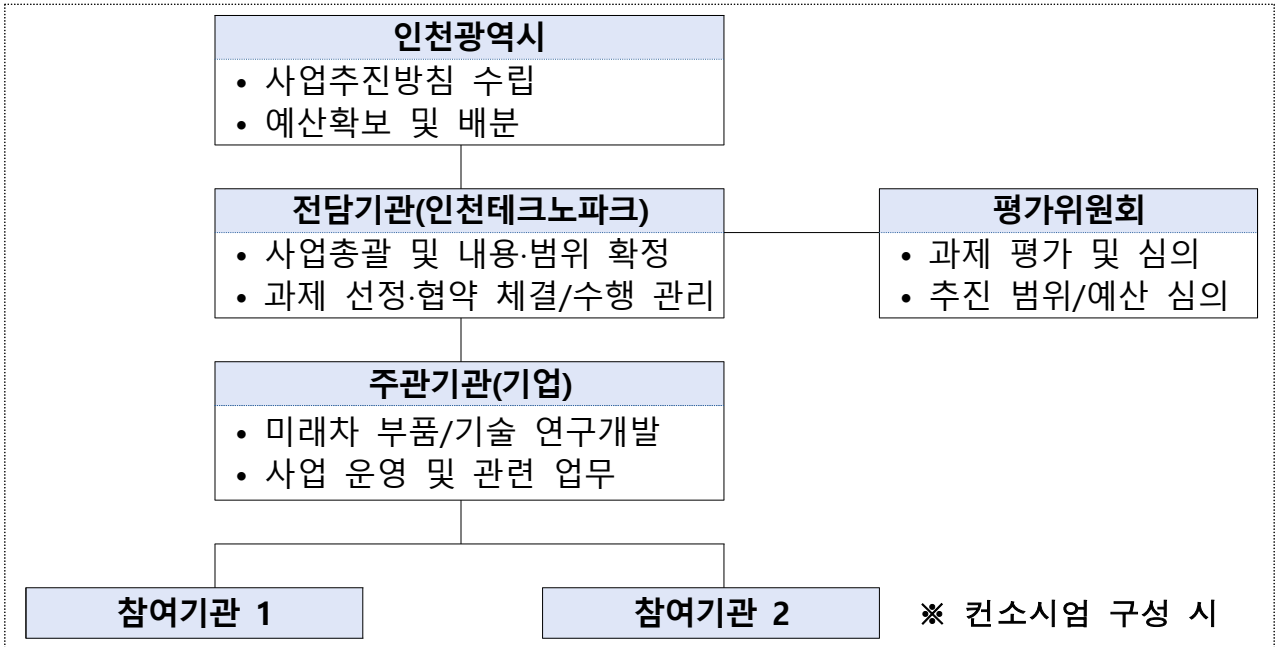 인천광역시
• 사업추진방침 수립
• 예산확보 및 배분
전담기관(인천테크노파크)
• 사업총괄 및 내용·범위 확정
• 과제 선정·협약 체결/수행 관리
평가위원회
• 과제 평가 및 심의
• 추진 범위/예산 심의
주관기관(기업)
• 미래차 부품/기술 연구개발
• 사업 운영 및 관련 업무
참여기관 1
참여기관 2
※ 컨소시엄 구성 시